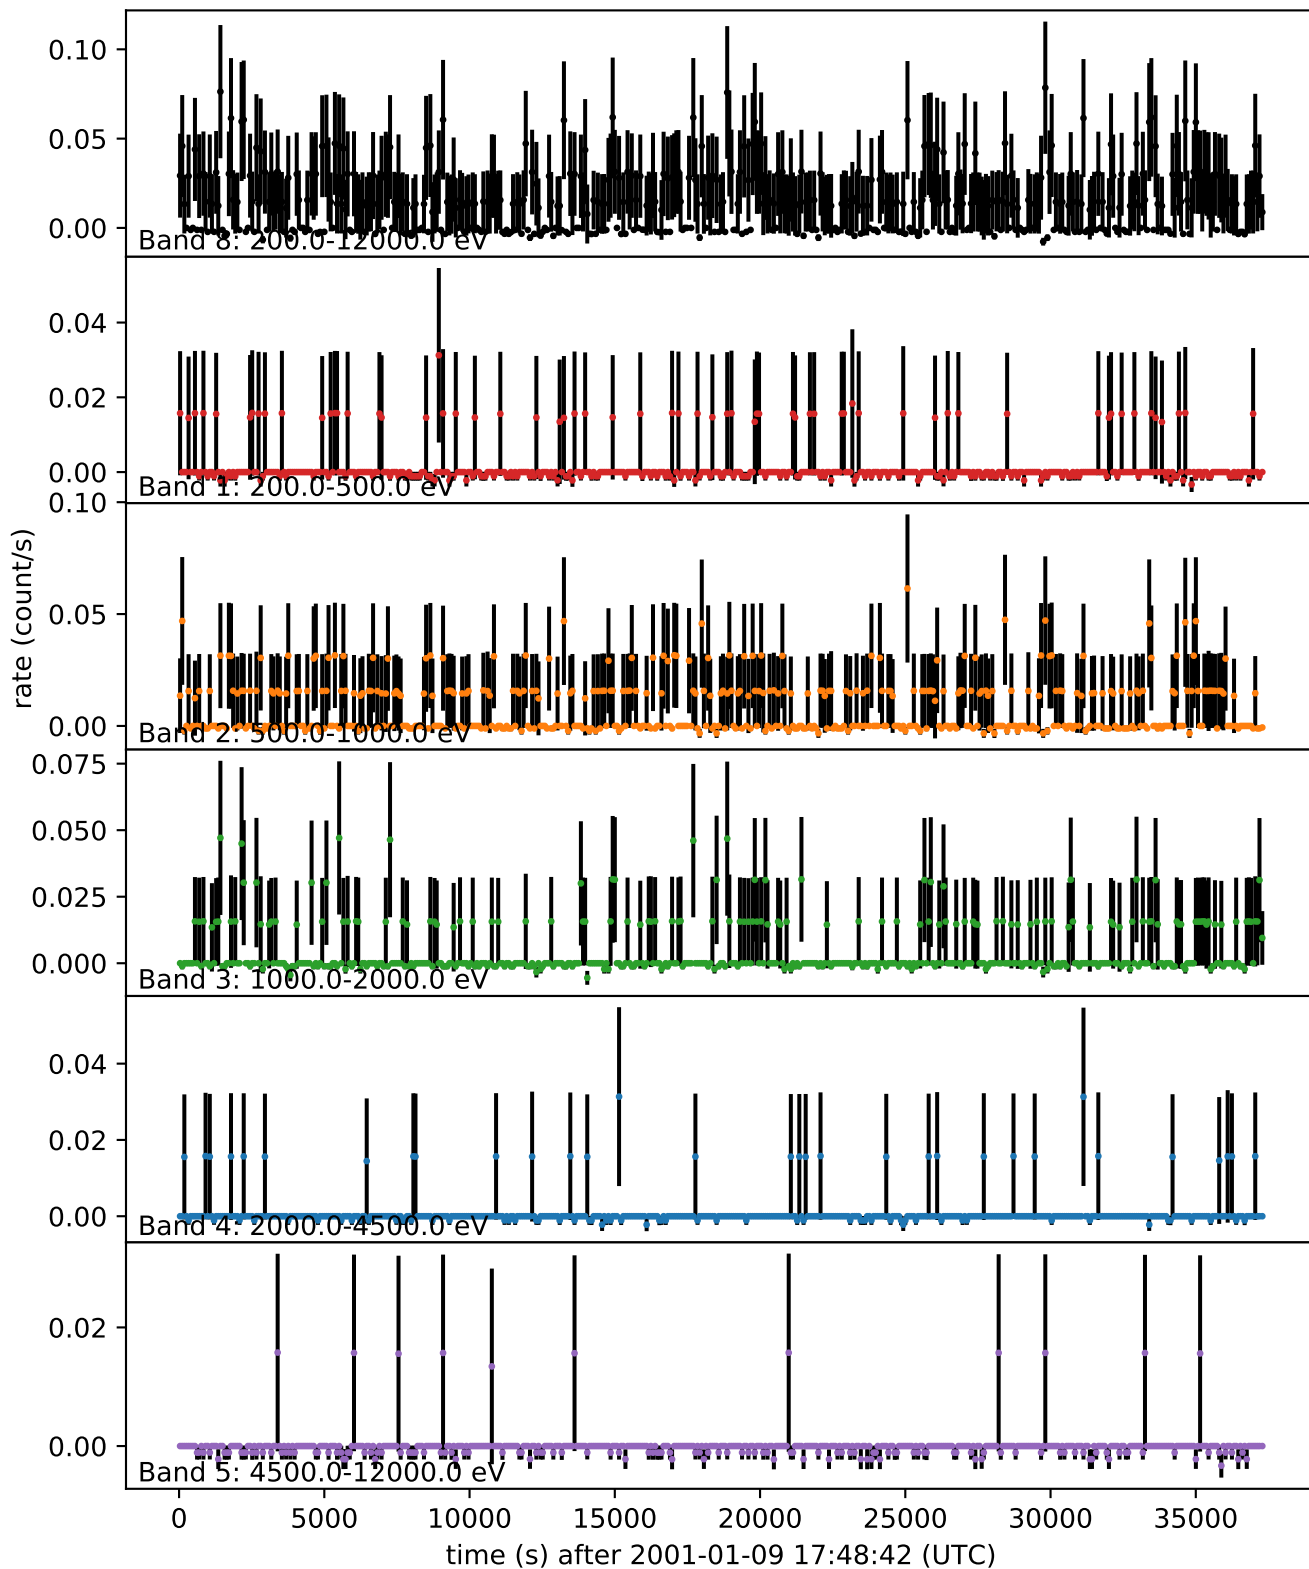 0.10
0.05
0.00
Band 8: 200.0-12000.0 eV
0.04
0.02
0.00
Band 1: 200.0-500.0 eV
0.10
0.05
0.00
Band 2: 500.0-1000.0 eV
rate (count/s)
0.075
0.050
0.025
0.000
Band 3: 1000.0-2000.0 eV
0.04
0.02
0.00
Band 4: 2000.0-4500.0 eV
0.02
0.00
Band 5: 4500.0-12000.0 eV
0 5000 10000 15000 20000 25000 30000 35000
time (s) after 2001-01-09 17:48:42 (UTC)